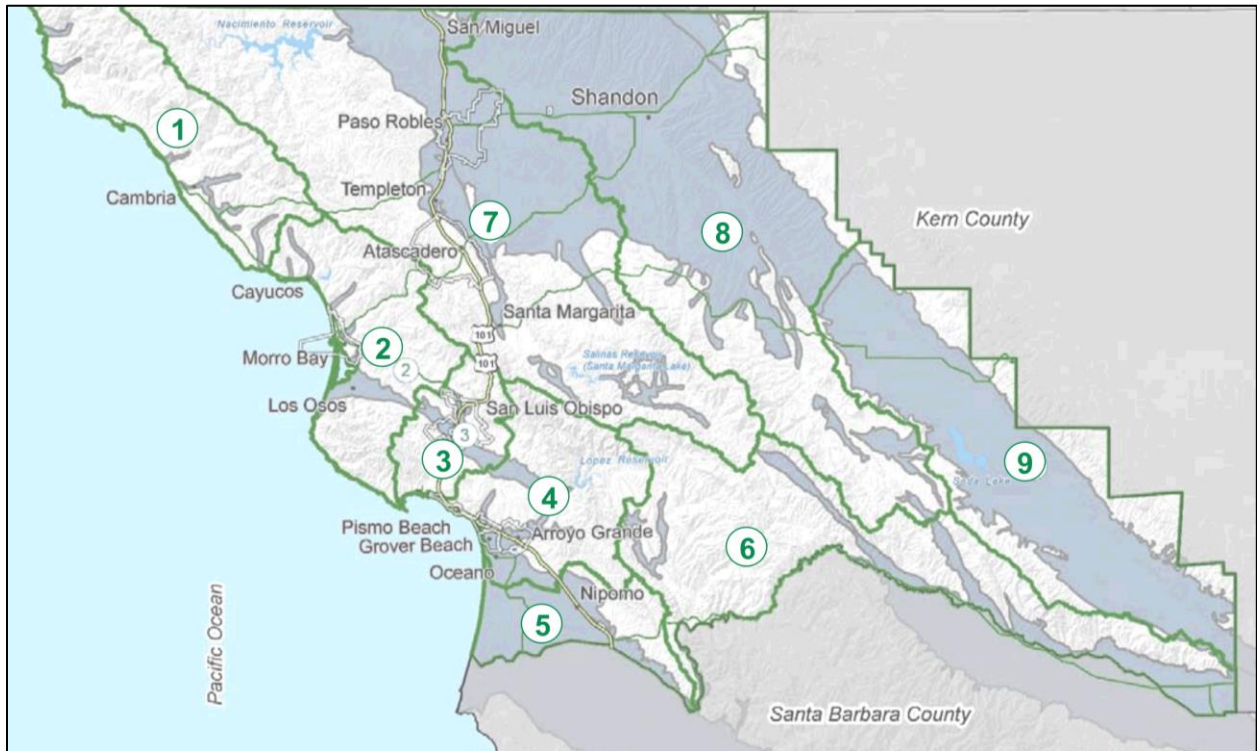 Nacimiento Reservoir
San Miguel
Shandon
1
Paso Robles
Templeton
Cambria
7
8
Kern County
Atascadero
Cayucos
Santa Margarita
101
2
Morro Bay
2
101
Salinas Reservoir
(Santa Margarita Lake)
Los Osos
San Luis Obispo
3
3
Lopez Reservoir
9
Soda Lake
4
Pismo Beach
Arroyo Grande
Grover Beach
6
Oceano
Nipomo
5
Pacific Ocean
Santa Barbara County